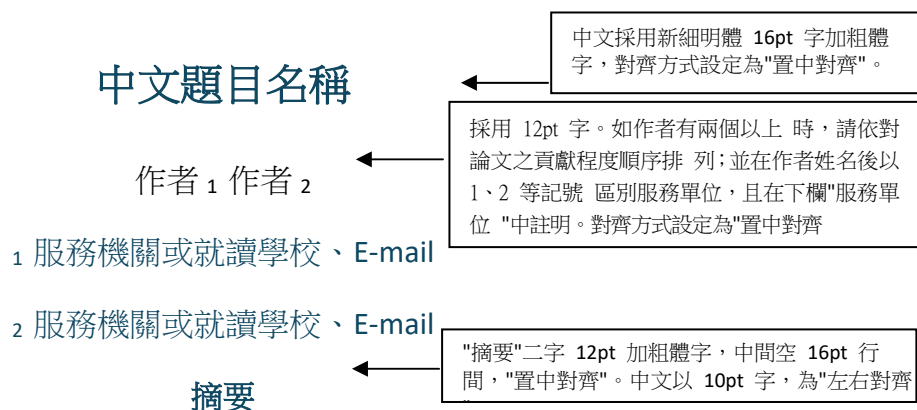 中文題目名稱
中文採用新細明體 16pt 字加粗體
字，對齊方式設定為"置中對齊"。
作者 1 作者 2
採用 12pt 字。如作者有兩個以上 時，請依對
論文之貢獻程度順序排 列；並在作者姓名後以
1、2 等記號 區別服務單位，且在下欄"服務單
位 "中註明。對齊方式設定為"置中對齊
1 服務機關或就讀學校、E-mail
2 服務機關或就讀學校、E-mail
摘要
"摘要"二字 12pt 加粗體字，中間空 16pt 行
間，"置中對齊"。中文以 10pt 字，為"左右對齊